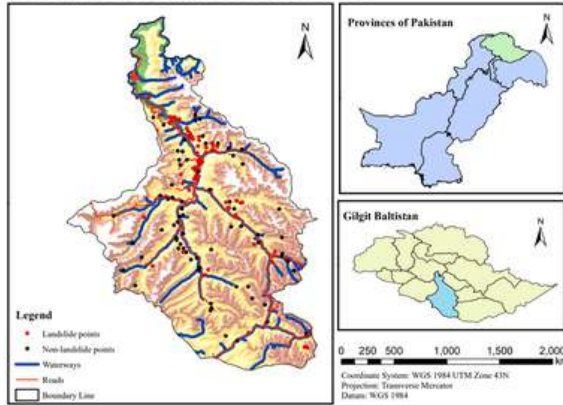 N
Legend
Landslide points
Non-landslide points
Waterways
Roads
Boundary Line
Provinces of Pakistan
N
Gilgit Baltistan
N
0 250 500 1,000 1,500 2,000
km
Coordinate System: WGS 1984 UTM Zone 43N
Projection: Transverse Mercator
Datum: WGS 1984